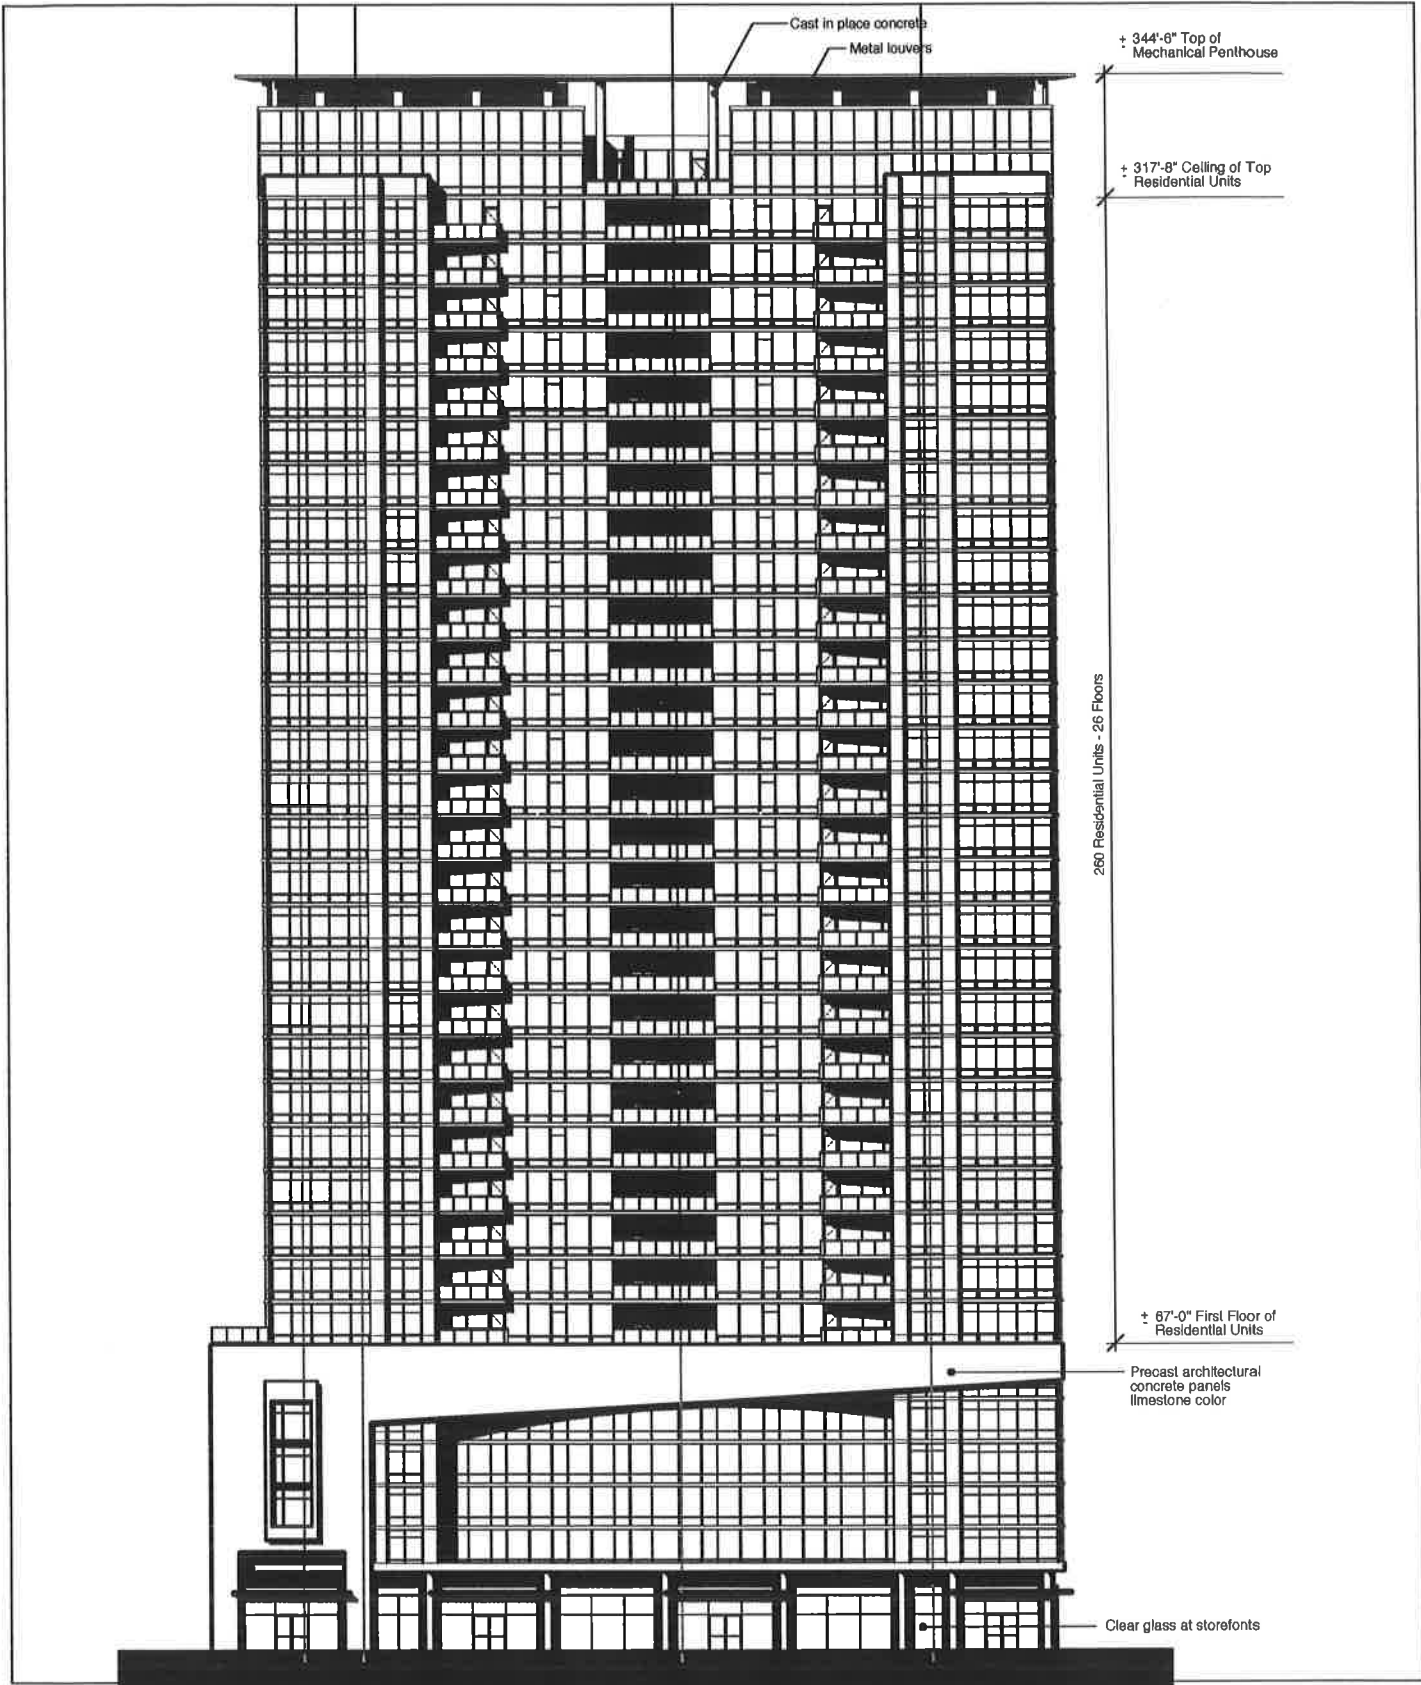 Cast in place concrete
Metal louvers
+ 344'-6" Top of
- Mechanical Penthouse
+ 317'-8" Ceiling of Top
- Residential Units
260 Residential Units - 26 Floors
+ 67'-0" First Floor of
- Residential Units
Precast architectural
concrete panels
limestone color
Clear glass at storefonts